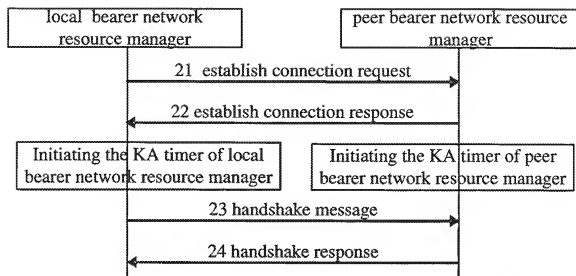 local bearer network
resource manager
peer bearer network resource
manager
21 establish connection request
22 establish connection response
Initiating the KA timer of local
bearer network resource manager
Initiating the KA timer of peer
bearer network resource manager
23 handshake message
24 handshake response